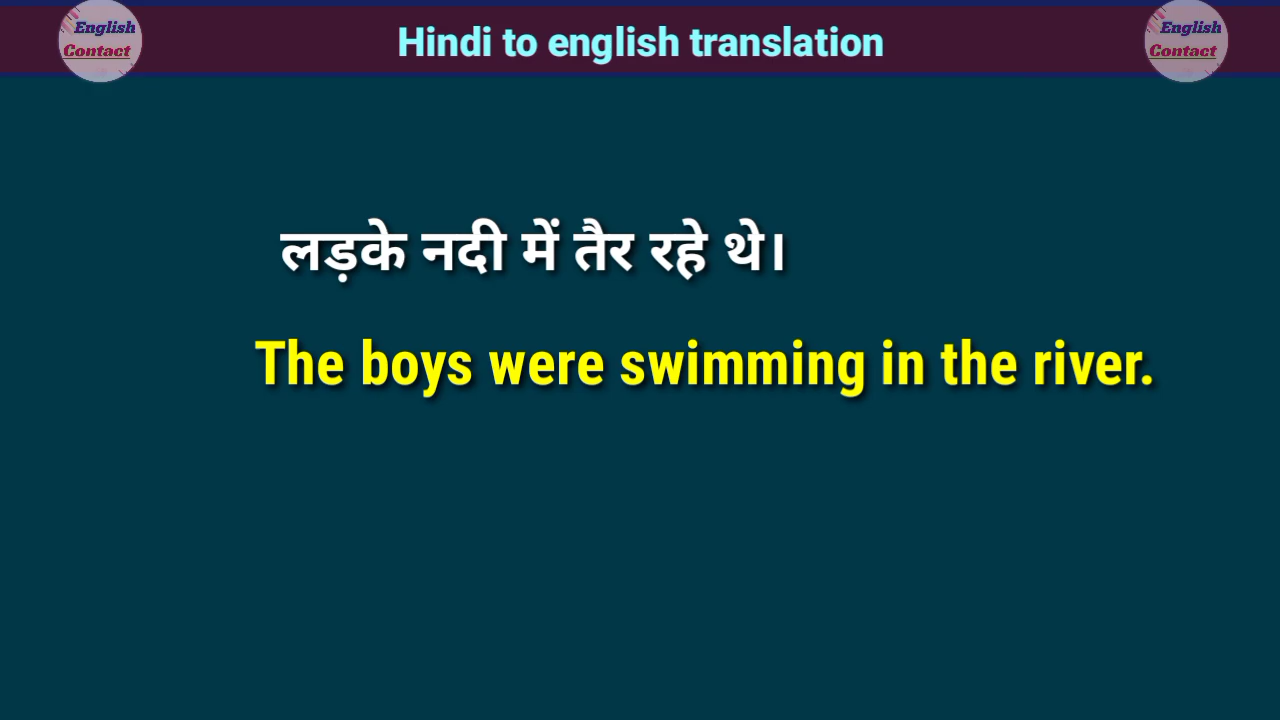 English
Contact
Hindi to english translation
English
Contact
लड़के नदी में तैर रहे थे।
The boys were swimming in the river.